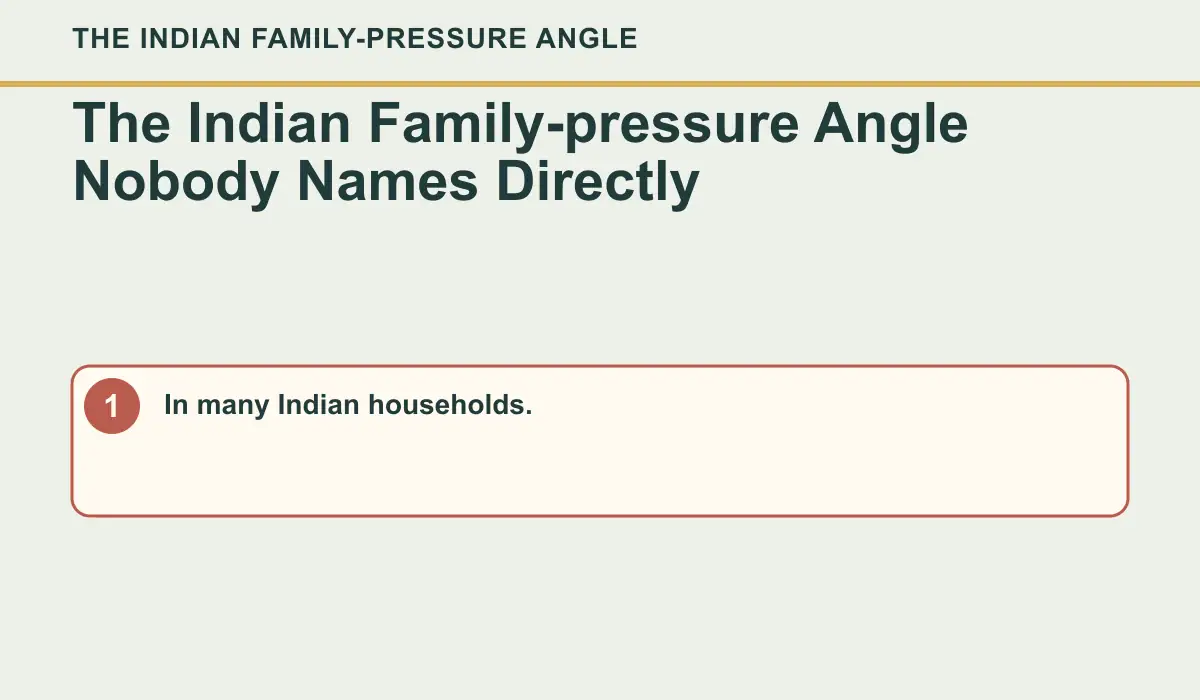 THE INDIAN FAMILY-PRESSURE ANGLE
The Indian Family-pressure Angle
Nobody Names Directly
1 In many Indian households.